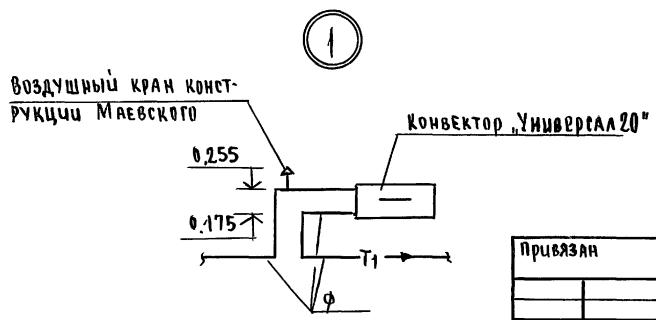 1
Воздушный кран конст-
рукции Маевского
Конвектор „Универсал 20"
0,255
0.175
Т1
ф
Привязан